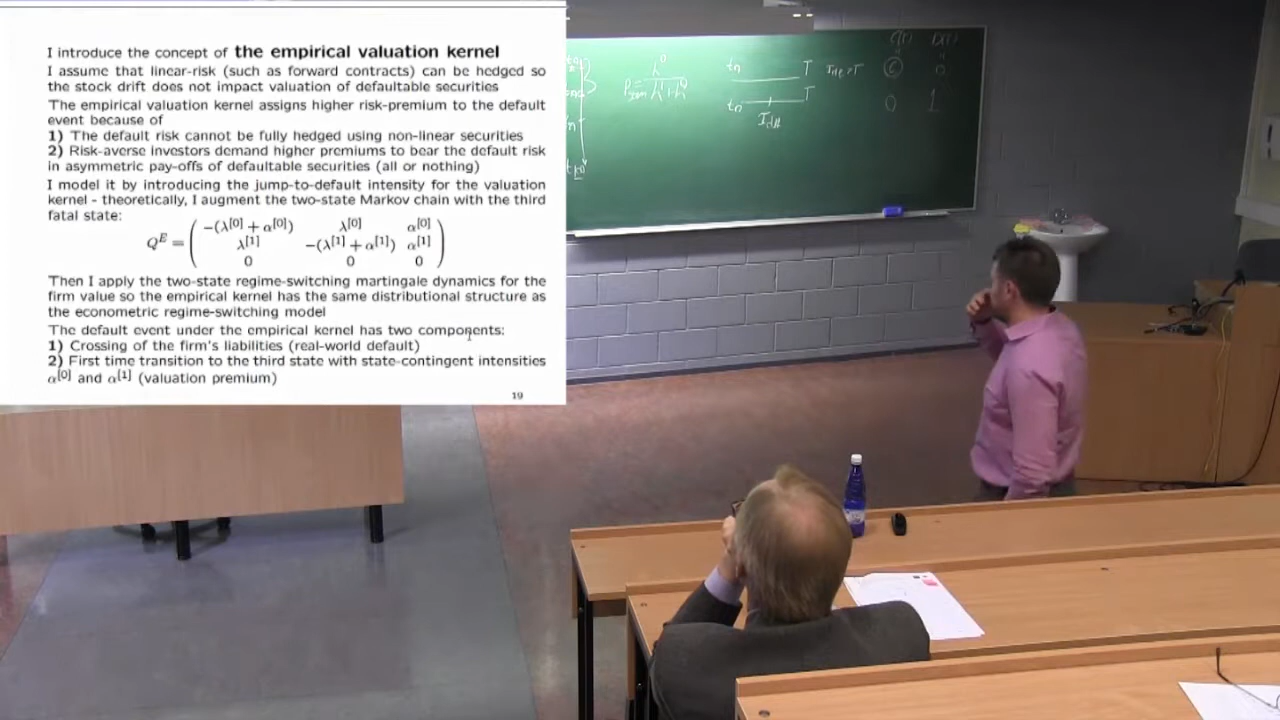 I introduce the concept of the empirical valuation kernel
I assume that linear-risk (such as forward contracts) can be hedged so
the stock drift does not impact valuation of defaultable securities
The empirical valuation kernel assigns higher risk-premium to the default
event because of
1) The default risk cannot be fully hedged using non-linear securities
2) Risk-averse investors demand higher premiums to bear the default risk
in asymmetric pay-offs of defaultable securities (all or nothing)
I model it by introducing the jump-to-default intensity for the valuation
kernel - theoretically, I augment the two-state Markov chain with the third
fatal state:
−(λ[0] + α[0]) λ[0] α[0]
Q^E = λ[1] −(λ[1] + α[1]) α[1]
0 0 0
Then I apply the two-state regime-switching martingale dynamics for the
firm value so the empirical kernel has the same distributional structure as
the econometric regime-switching model
The default event under the empirical kernel has two components:
1) Crossing of the firm's liabilities (real-world default)
2) First time transition to the third state with state-contingent intensities
α[0] and α[1] (valuation premium)
19
tn T
tn T
0 1